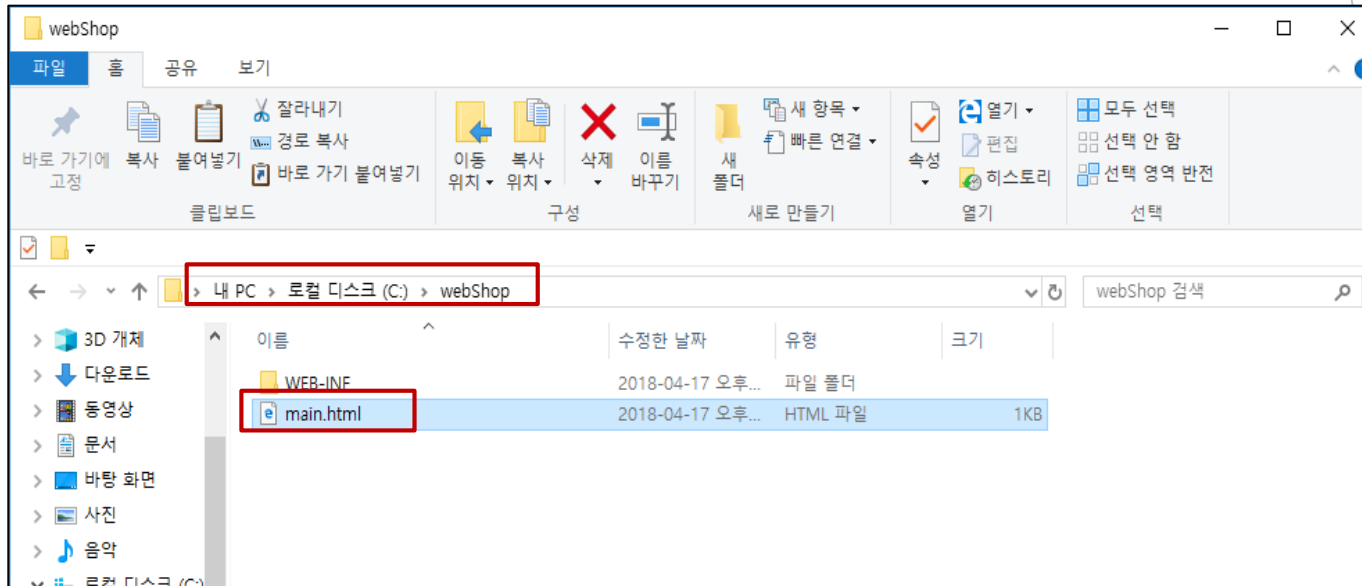 webShop
파일 홈 공유 보기
바로 가기에
고정
복사
붙여넣기
잘라내기
경로 복사
바로 가기 붙여넣기
클립보드
이동
위치
복사
위치
삭제
이름
바꾸기
구성
새
폴더
새 항목
빠른 연결
새로 만들기
속성
열기
편집
히스토리
열기
모두 선택
선택 안 함
선택 영역 반전
선택
내 PC > 로컬 디스크 (C:) > webShop
webShop 검색
3D 개체
다운로드
동영상
문서
바탕 화면
사진
음악
로컬 디스크 (C:)
이름 수정한 날짜 유형 크기
WEB-INF 2018-04-17 오후... 파일 폴더
main.html 2018-04-17 오후... HTML 파일 1KB